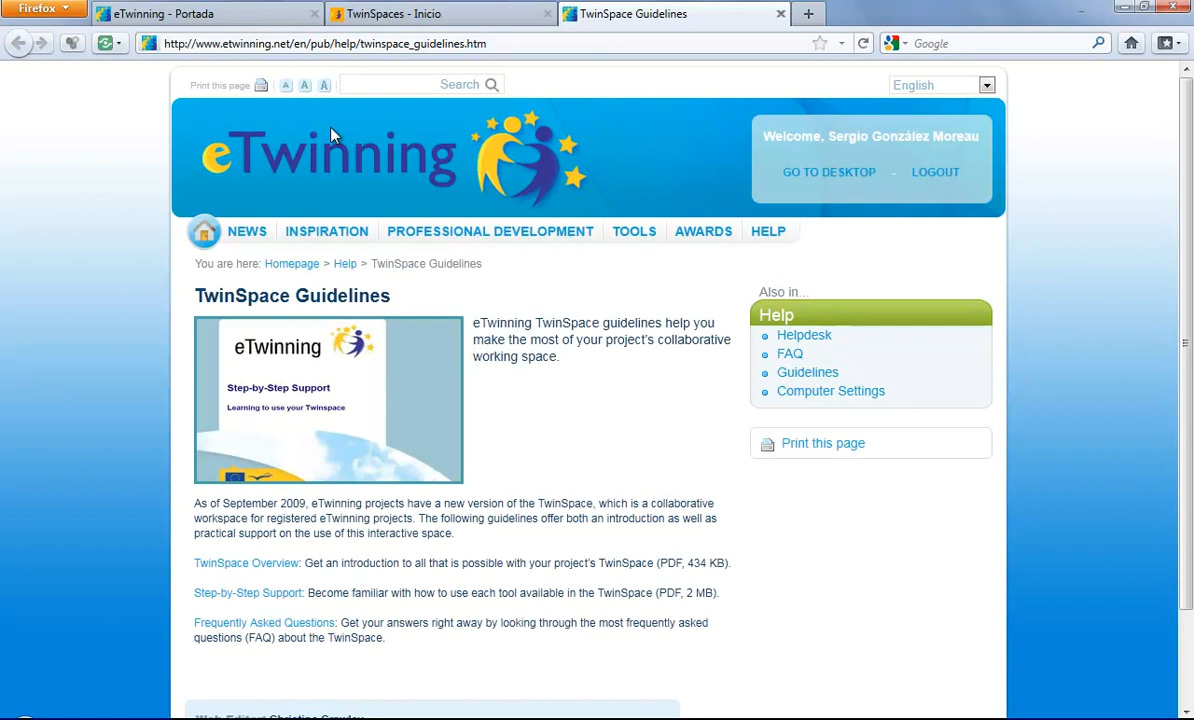 Firefox
eTwinning - Portada
TwinSpaces - Inicio
TwinSpace Guidelines
http://www.etwinning.net/en/pub/help/twinspace_guidelines.htm
Google
Print this page
A A A
Search
English
eTwinning
Welcome, Sergio González Moreau
GO TO DESKTOP - LOGOUT
NEWS INSPIRATION PROFESSIONAL DEVELOPMENT TOOLS AWARDS HELP
You are here: Homepage > Help > TwinSpace Guidelines
TwinSpace Guidelines
eTwinning
Step-by-Step Support
Learning to use your Twinspace
eTwinning TwinSpace guidelines help you
make the most of your project's collaborative
working space.
As of September 2009, eTwinning projects have a new version of the TwinSpace, which is a collaborative
workspace for registered eTwinning projects. The following guidelines offer both an introduction as well as
practical support on the use of this interactive space.
TwinSpace Overview: Get an introduction to all that is possible with your project's TwinSpace (PDF, 434 KB).
Step-by-Step Support: Become familiar with how to use each tool available in the TwinSpace (PDF, 2 MB).
Frequently Asked Questions: Get your answers right away by looking through the most frequently asked
questions (FAQ) about the TwinSpace.
Also in...
Help
Helpdesk
FAQ
Guidelines
Computer Settings
Print this page
Web Editor: Christina Crawley